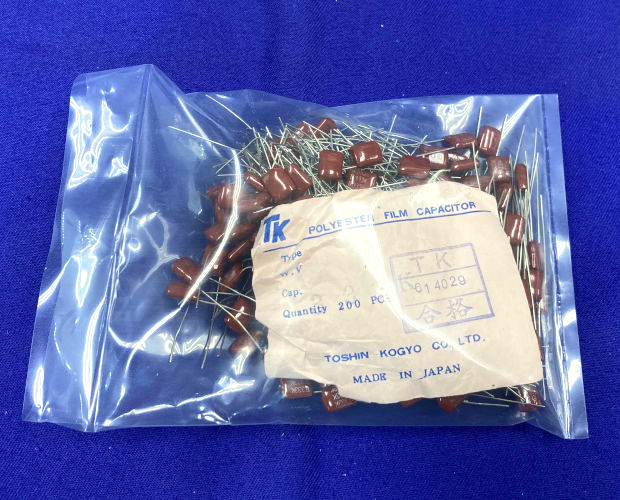 TK POLYESTER FILM CAPACITOR
Type
W.V
Cap.
Quantity 200 PCS
TK
K614029
合格
TOSHIN KOGYO CO., LTD.
MADE IN JAPAN